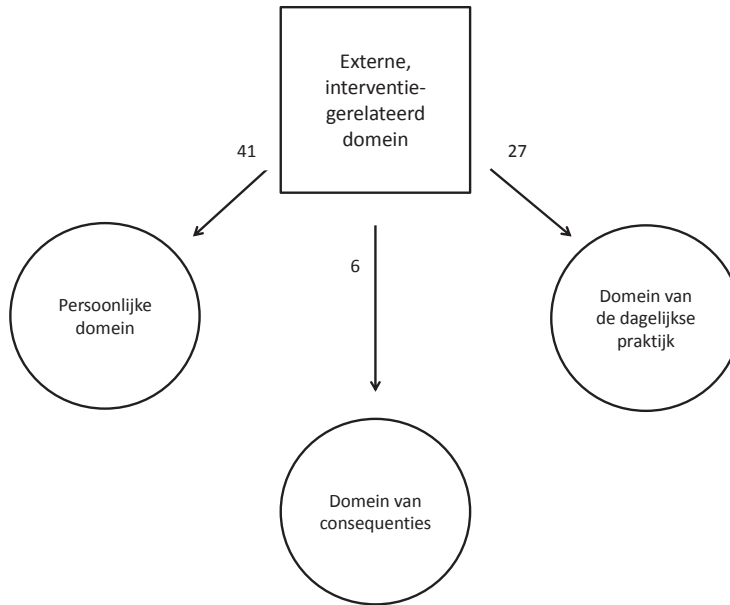 Externe,
interventie-
gerelateerd
domein
41
27
6
Persoonlijke
domein
Domein van
de dagelijkse
praktijk
Domein van
consequenties